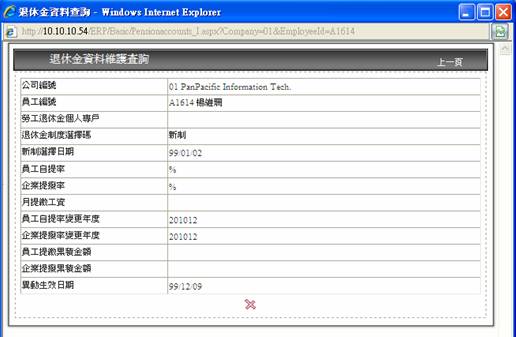 退休金資料查詢 - Windows Internet Explorer
http://10.10.10.54/ERP/Basic/Pensionaccounts_I.aspx?Company=01&EmployeeId=A1614
退休金資料維護查詢
上一頁
公司編號 01 PanPacific Information Tech.
員工編號 A1614
勞工退休金個人專戶
退休金制度選擇碼 新制
新制選擇日期 99/01/02
員工自提率 %
企業提撥率 %
月提繳工資
員工自提率變更年度 201012
企業提撥率變更年度 201012
員工提繳累積金額
企業提撥累積金額
異動生效日期 99/12/09